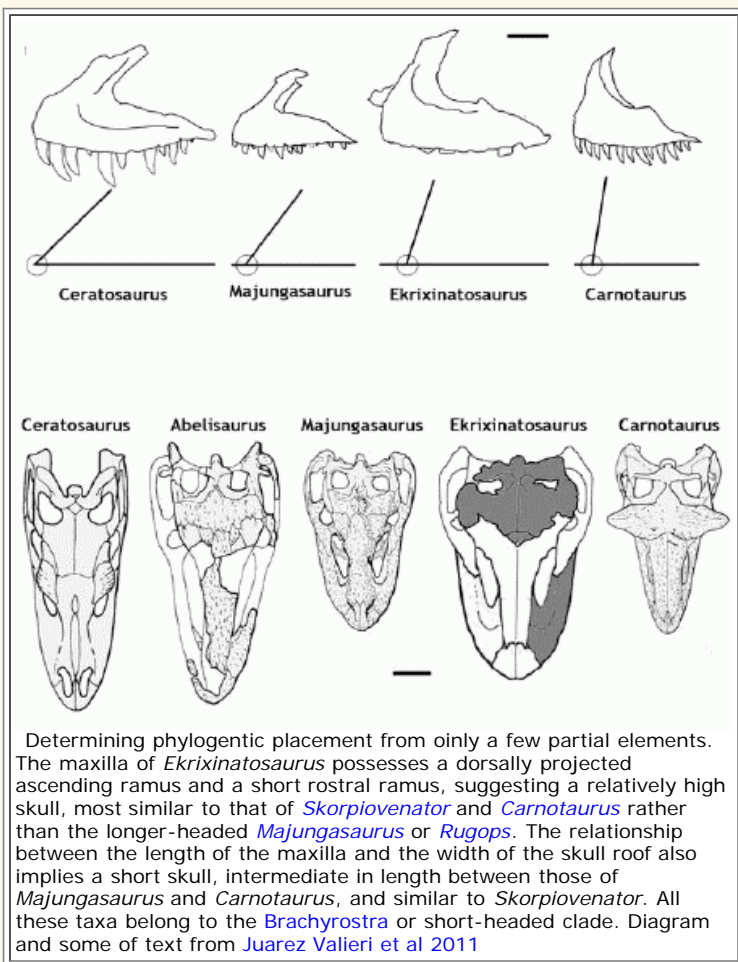 Ceratosaurus Majungasaurus Ekrixinatosaurus Carnotaurus
Ceratosaurus Abelisaurus Majungasaurus Ekrixinatosaurus Carnotaurus
Determining phylogentic placement from oinly a few partial elements.
The maxilla of Ekrixinatosaurus possesses a dorsally projected
ascending ramus and a short rostral ramus, suggesting a relatively high
skull, most similar to that of Skorpiovenator and Carnotaurus rather
than the longer-headed Majungasaurus or Rugops. The relationship
between the length of the maxilla and the width of the skull roof also
implies a short skull, intermediate in length between those of
Majungasaurus and Carnotaurus, and similar to Skorpiovenator. All
these taxa belong to the Brachyrostra or short-headed clade. Diagram
and some of text from Juarez Valieri et al 2011